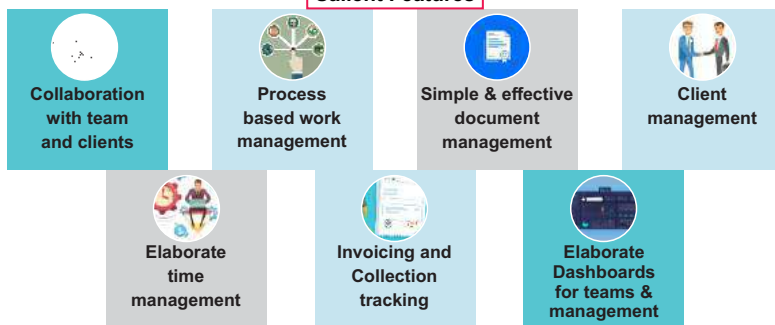 Salient Features
Collaboration
with team
and clients
Process
based work
management
Simple & effective
document
management
Client
management
Elaborate
time
management
Invoicing and
Collection
tracking
Elaborate
Dashboards
for teams &
management